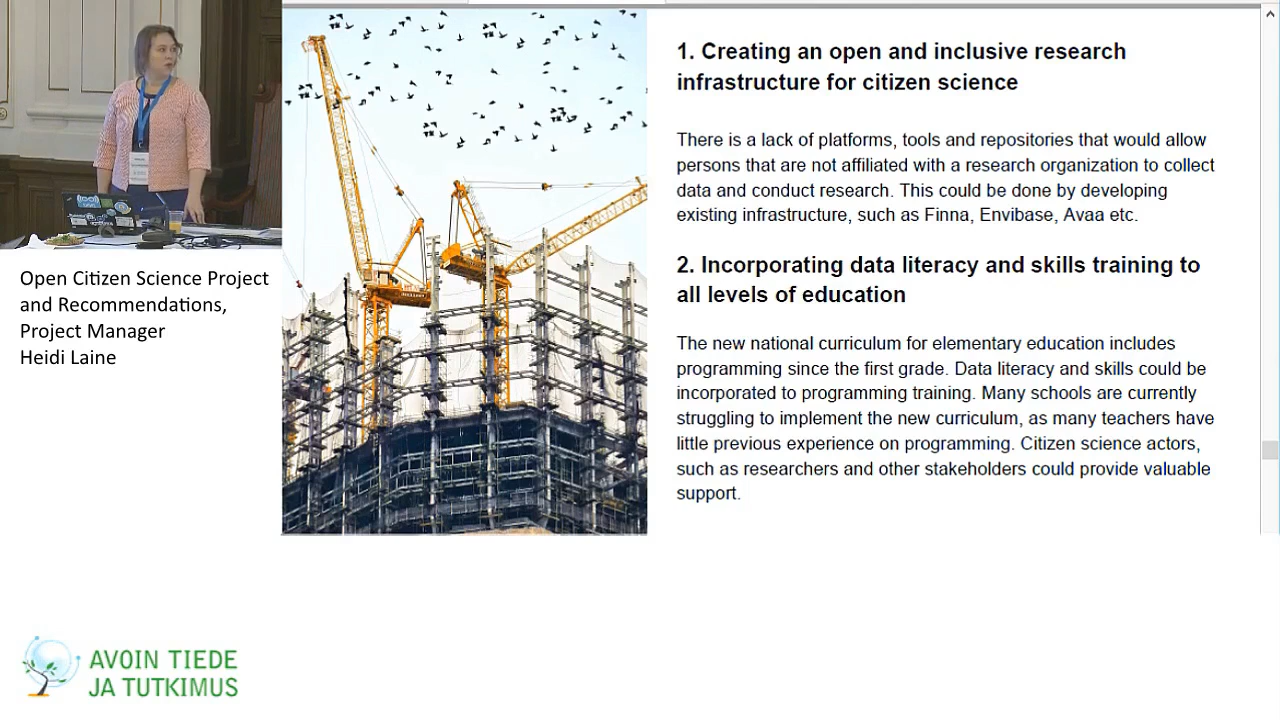 Open Citizen Science Project
and Recommendations,
Project Manager
Heidi Laine
1. Creating an open and inclusive research
infrastructure for citizen science
There is a lack of platforms, tools and repositories that would allow
persons that are not affiliated with a research organization to collect
data and conduct research. This could be done by developing
existing infrastructure, such as Finna, Envibase, Avaa etc.
2. Incorporating data literacy and skills training to
all levels of education
The new national curriculum for elementary education includes
programming since the first grade. Data literacy and skills could be
incorporated to programming training. Many schools are currently
struggling to implement the new curriculum, as many teachers have
little previous experience on programming. Citizen science actors,
such as researchers and other stakeholders could provide valuable
support.
AVOIN TIEDE
JA TUTKIMUS